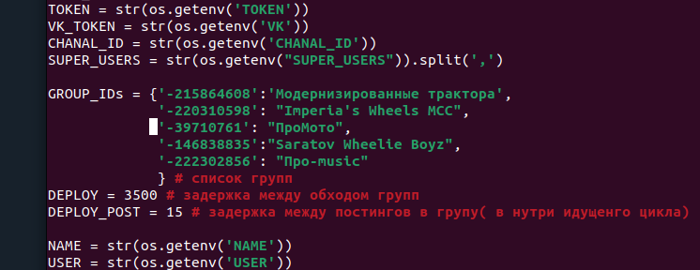 TOKEN = str(os.getenv('TOKEN'))
VK_TOKEN = str(os.getenv('VK'))
CHANAL_ID = str(os.getenv('CHANAL_ID'))
SUPER_USERS = str(os.getenv("SUPER_USERS")).split(',')
GROUP_IDs = {'-215864608':'Модернизированные трактора',
'-220310598': "Imperia's Wheels MCC",
'-39710761': "ПроМото",
'-146838835':"Saratov Wheelie Boyz",
'-222302856': "Про-music"
} # список групп
DEPLOY = 3500 # задержка между обходом групп
DEPLOY_POST = 15 # задержка между постингов в групу( в нутри идущенго цикла)
NAME = str(os.getenv('NAME'))
USER = str(os.getenv('USER'))